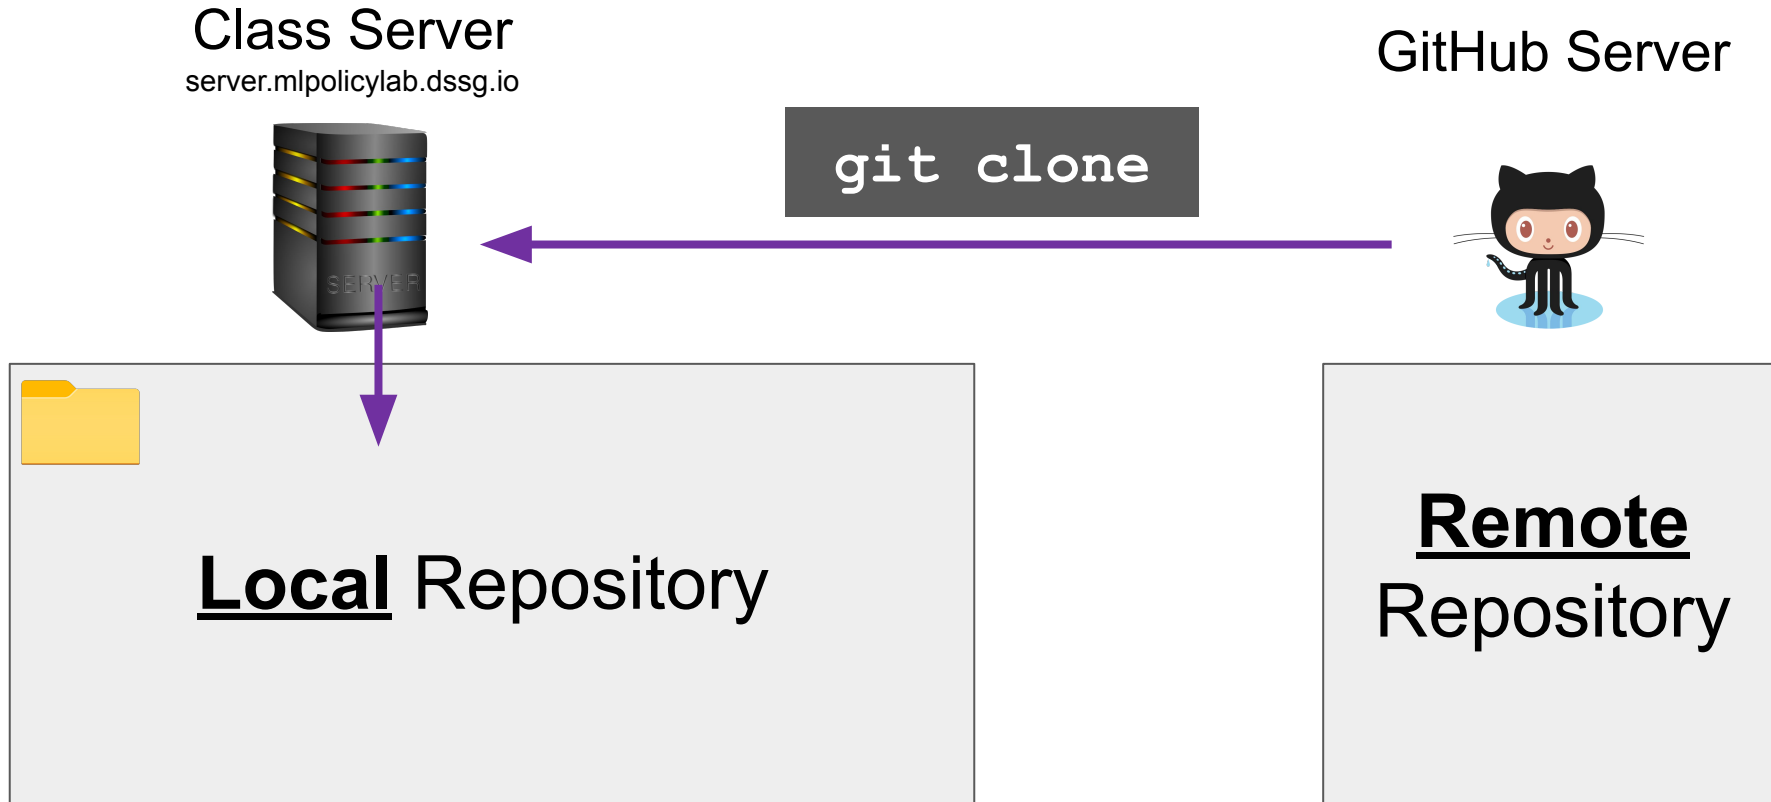 Class Server
server.mlpolicylab.dssg.io
GitHub Server
git clone
SERVER
Local Repository
Remote
Repository